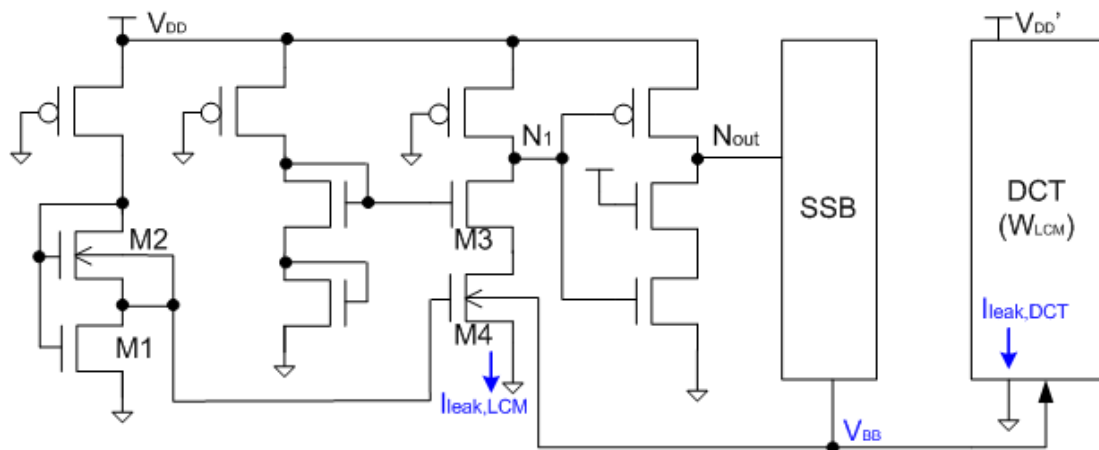 VDD
VDD'
N1
Nout
M2
M3
SSB
DCT
(WLCM)
M1
M4
Ileak,LCM
Ileak,DCT
VBB